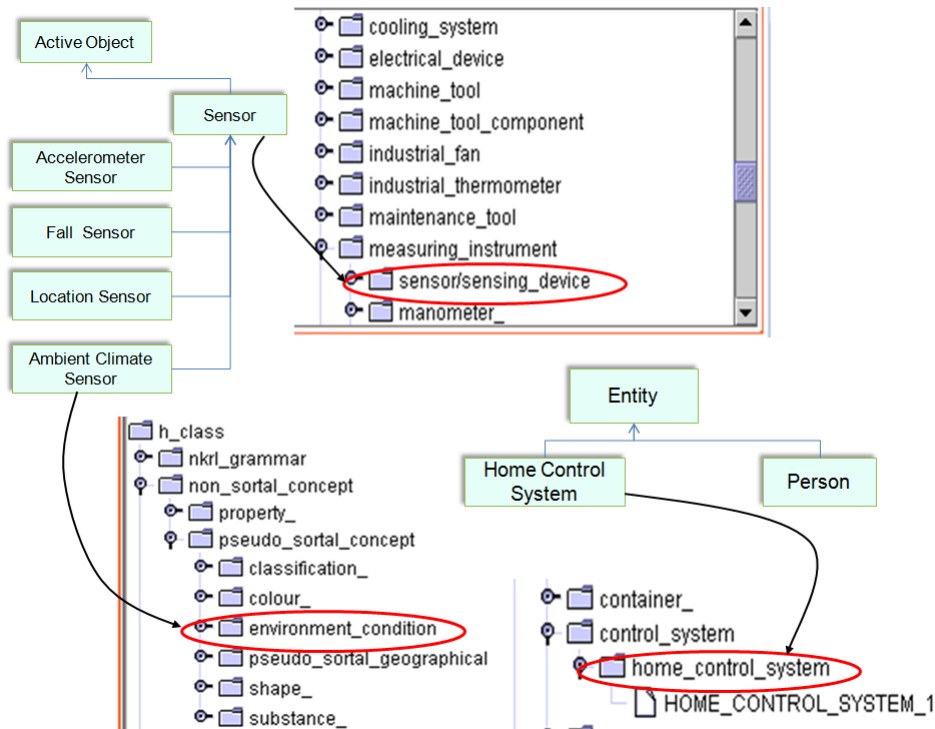 Active Object
Sensor
Accelerometer
Sensor
Fall Sensor
Location Sensor
Ambient Climate
Sensor
cooling_system
electrical_device
machine_tool
machine_tool_component
industrial_fan
industrial_thermometer
maintenance_tool
measuring_instrument
sensor/sensing_device
manometer_
h_class
nkrl_grammar
non_sortal_concept
property_
pseudo_sortal_concept
classification_
colour_
environment_condition
pseudo_sortal_geographical
shape_
substance_
Entity
Home Control
System
Person
container_
control_system
home_control_system
HOME_CONTROL_SYSTEM_1